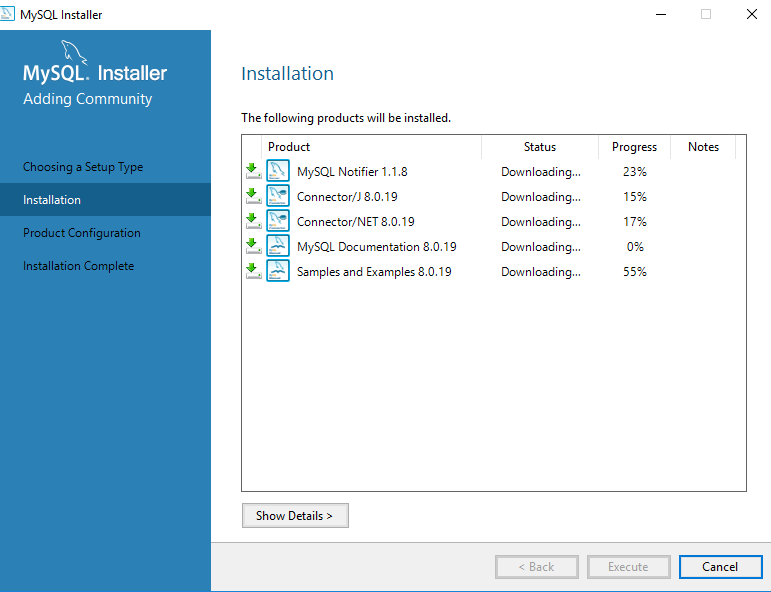 MySQL Installer
MySQL. Installer
Adding Community
Choosing a Setup Type
Installation
Product Configuration
Installation Complete
Installation
The following products will be installed.
Product Status Progress Notes
MySQL Notifier 1.1.8 Downloading... 23%
Connector/J 8.0.19 Downloading... 15%
Connector/NET 8.0.19 Downloading... 17%
MySQL Documentation 8.0.19 Downloading... 0%
Samples and Examples 8.0.19 Downloading... 55%
Show Details >
< Back Execute Cancel